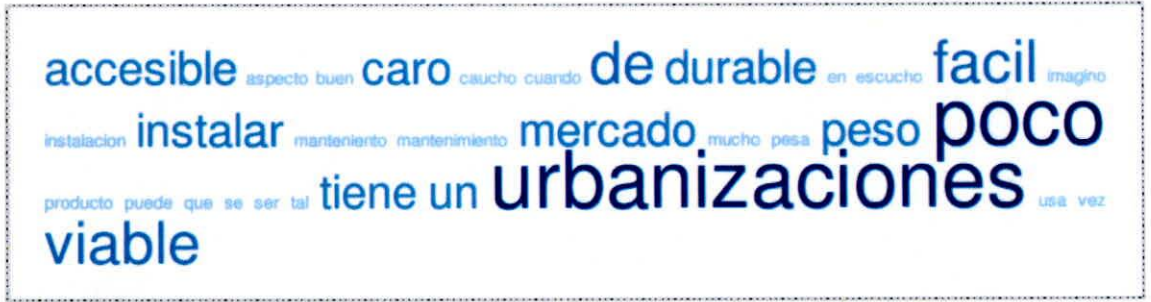 accesible aspecto buen caro caucho cuando de durable en escucho facil imagino
instalacion instalar manteniento mantenimiento mercado mucho pesa peso poco
producto puede que se ser tal tiene un urbanizaciones usa vez
viable